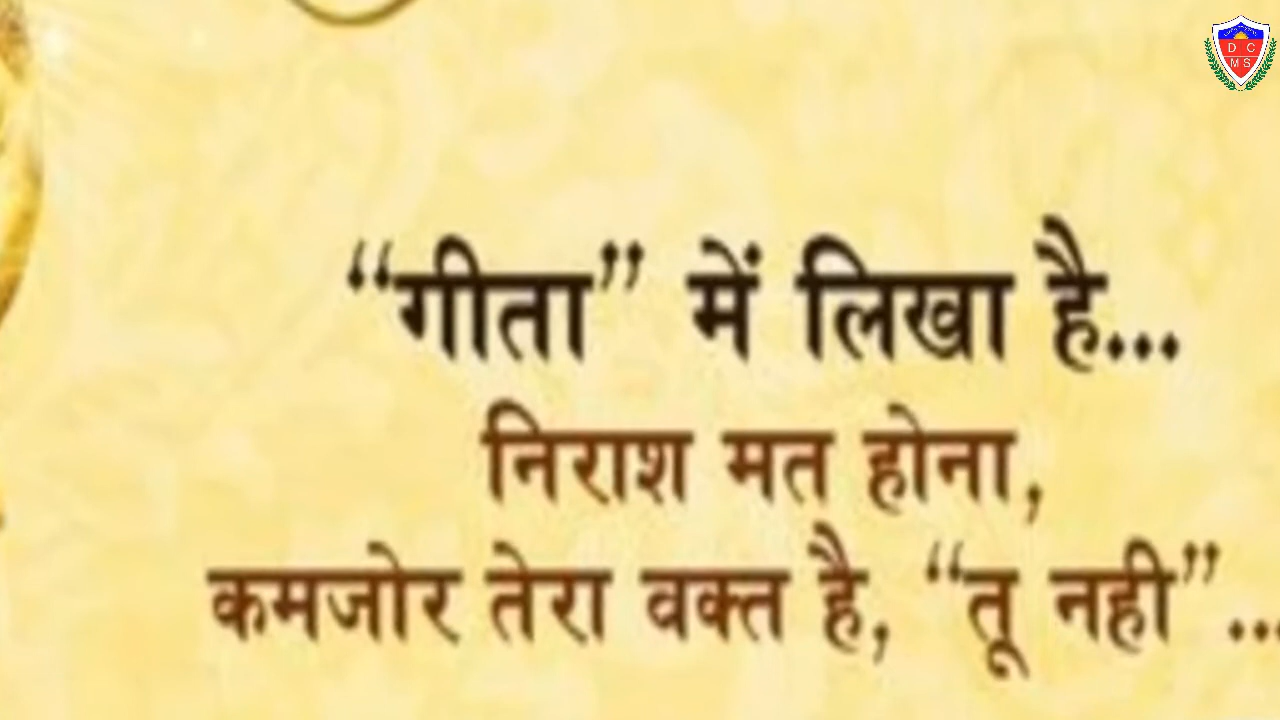 D C
M S
“गीता” में लिखा है...
निराश मत होना,
कमजोर तेरा वक्त है, “तू नही”...